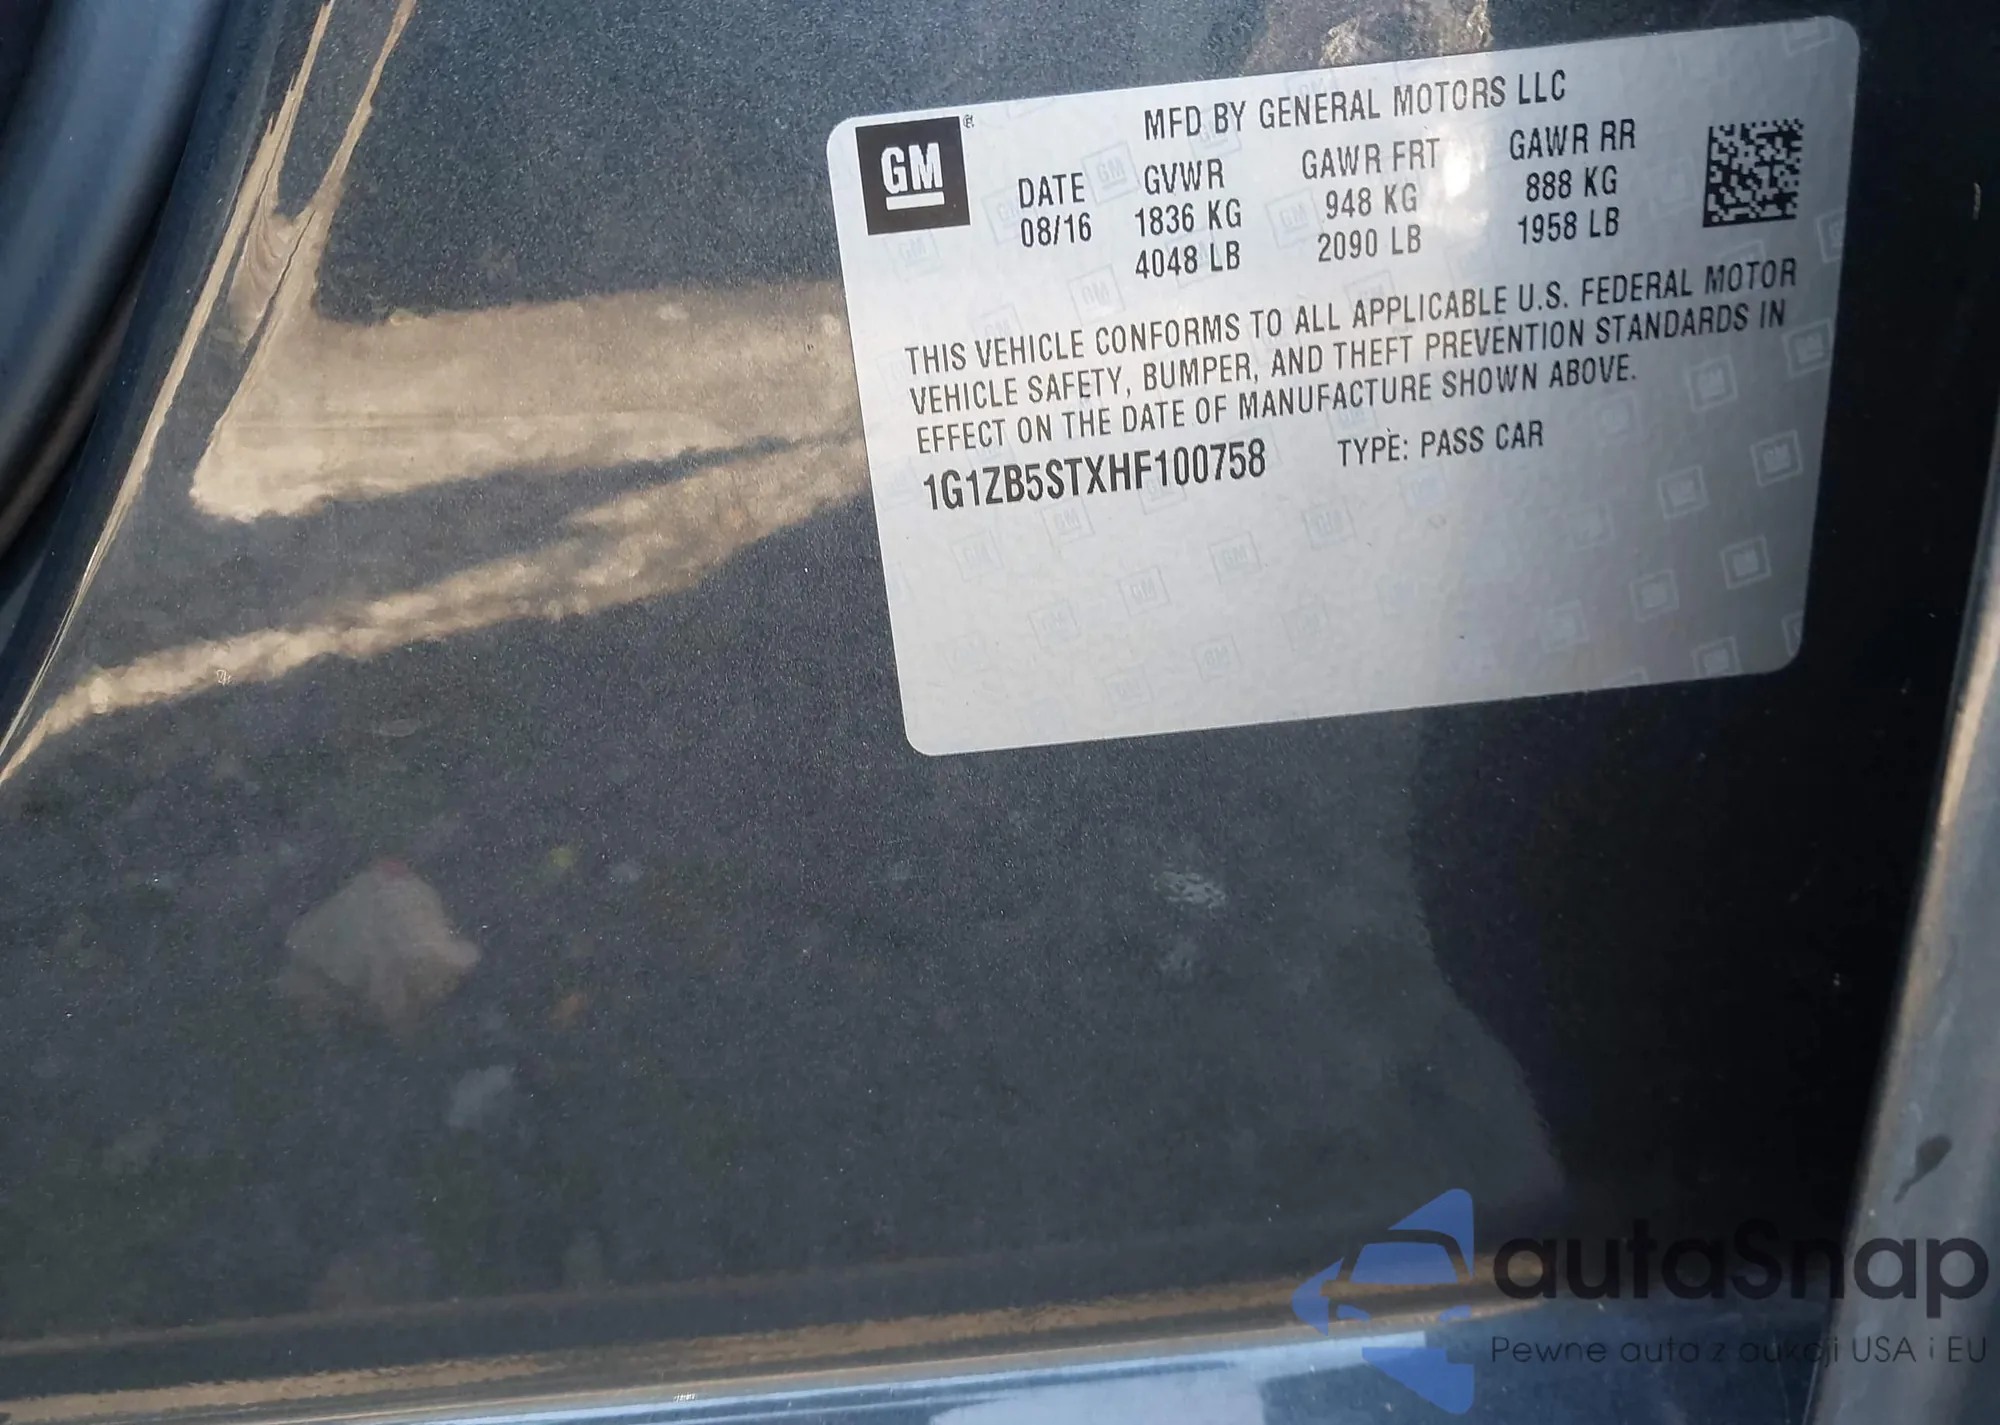 GM
MFD BY GENERAL MOTORS LLC
DATE GVWR GAWR FRT GAWR RR
08/16 1836 KG 948 KG 888 KG
4048 LB 2090 LB 1958 LB
THIS VEHICLE CONFORMS TO ALL APPLICABLE U.S. FEDERAL MOTOR
VEHICLE SAFETY, BUMPER, AND THEFT PREVENTION STANDARDS IN
EFFECT ON THE DATE OF MANUFACTURE SHOWN ABOVE.
1G1ZB5STXHF100758 TYPE: PASS CAR
autaSnap
Pewne auta z aukcji USA i EU